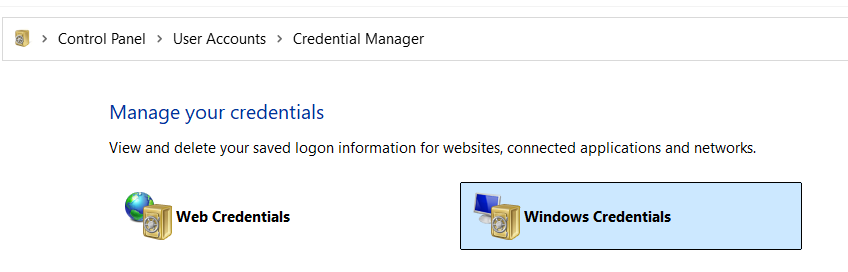 Control Panel > User Accounts > Credential Manager
Manage your credentials
View and delete your saved logon information for websites, connected applications and networks.
Web Credentials
Windows Credentials